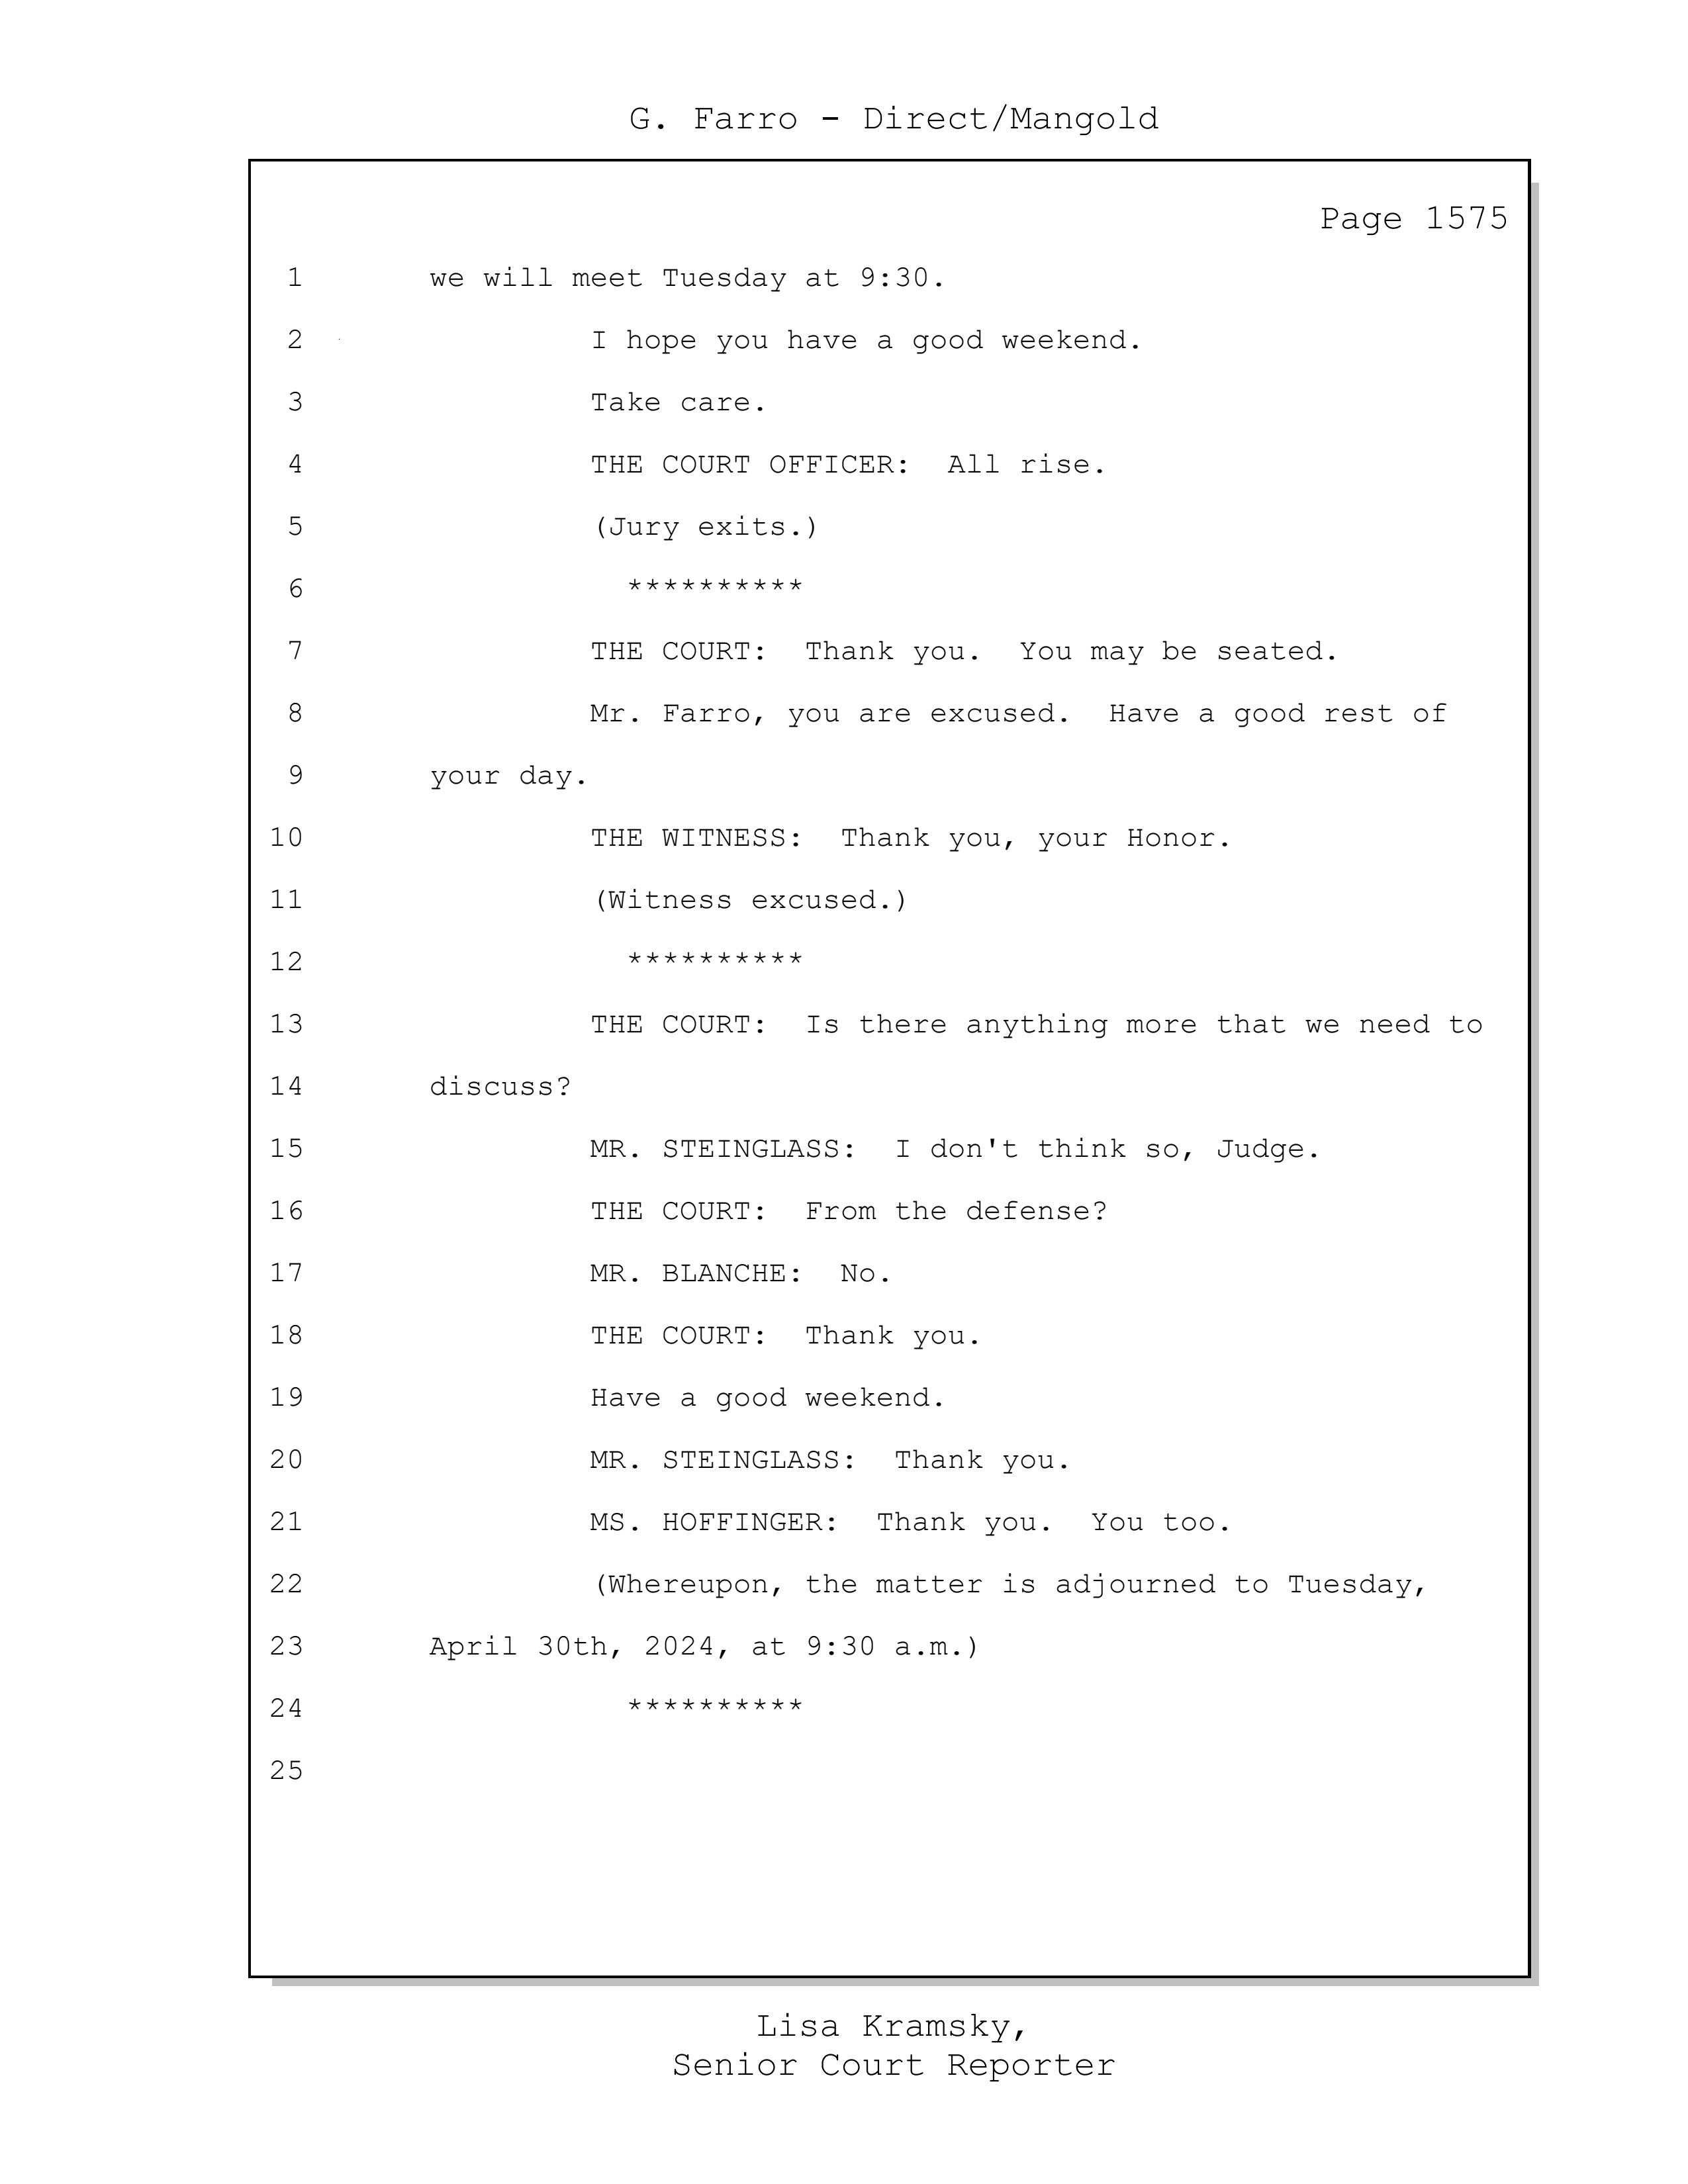 G. Farro - Direct/Mangold
Page 1575
1 we will meet Tuesday at 9:30.
2 I hope you have a good weekend.
3 Take care.
4 THE COURT OFFICER: All rise.
5 (Jury exits.)
6 **********
7 THE COURT: Thank you. You may be seated.
8 Mr. Farro, you are excused. Have a good rest of
9 your day.
10 THE WITNESS: Thank you, your Honor.
11 (Witness excused.)
12 **********
13 THE COURT: Is there anything more that we need to
14 discuss?
15 MR. STEINGLASS: I don't think so, Judge.
16 THE COURT: From the defense?
17 MR. BLANCHE: No.
18 THE COURT: Thank you.
19 Have a good weekend.
20 MR. STEINGLASS: Thank you.
21 MS. HOFFINGER: Thank you. You too.
22 (Whereupon, the matter is adjourned to Tuesday,
23 April 30th, 2024, at 9:30 a.m.)
24 **********
25
Lisa Kramsky,
Senior Court Reporter